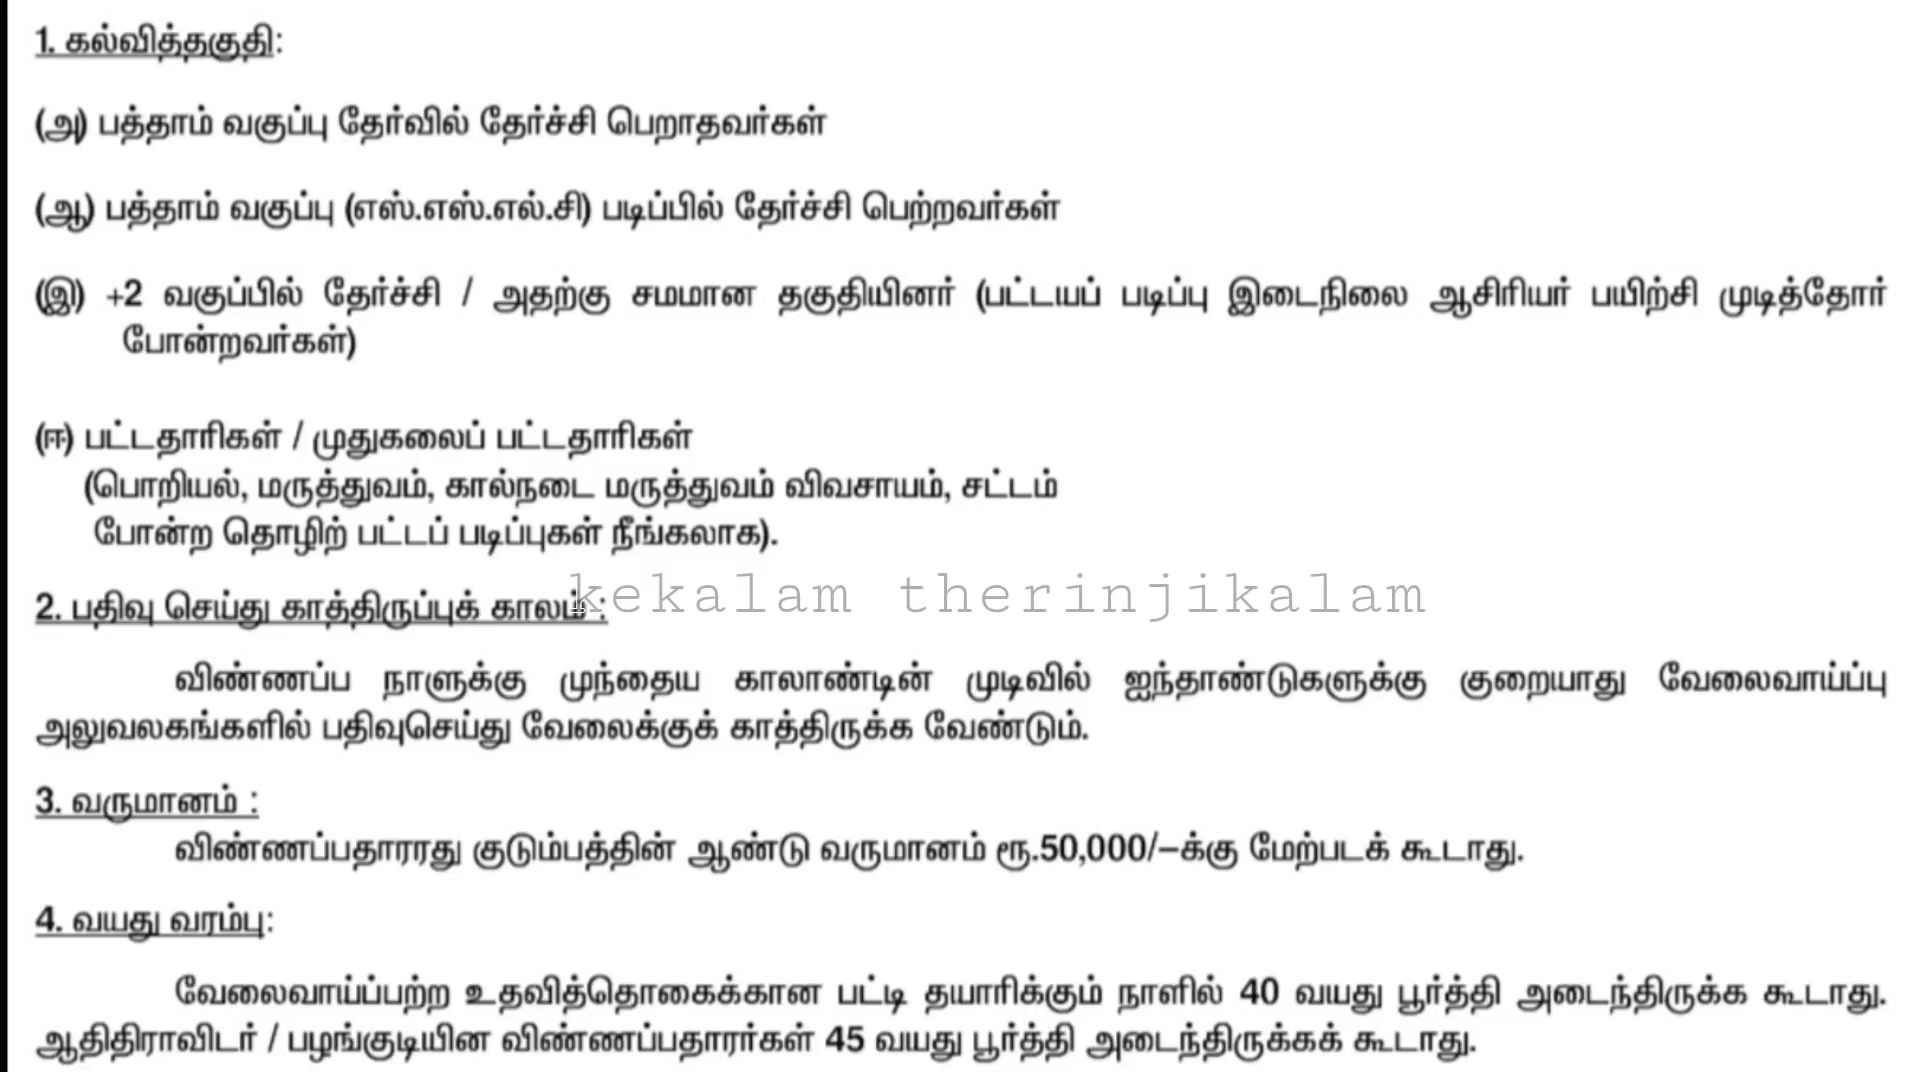 1. கல்வித்தகுதி:
(அ) பத்தாம் வகுப்பு தேர்வில் தேர்ச்சி பெறாதவர்கள்
(ஆ) பத்தாம் வகுப்பு (எஸ்.எஸ்.எல்.சி) படிப்பில் தேர்ச்சி பெற்றவர்கள்
(இ) +2 வகுப்பில் தேர்ச்சி / அதற்கு சமமான தகுதியினர் (பட்டயப் படிப்பு இடைநிலை ஆசிரியர் பயிற்சி முடித்தோர்
போன்றவர்கள்)
(ஈ) பட்டதாரிகள் / முதுகலைப் பட்டதாரிகள்
(பொறியல், மருத்துவம், கால்நடை மருத்துவம் விவசாயம், சட்டம்
போன்ற தொழிற் பட்டப் படிப்புகள் நீங்கலாக).
2. பதிவு செய்து காத்திருப்புக் காலம் :
kekalam therinjikalam
விண்ணப்ப நாளுக்கு முந்தைய காலாண்டின் முடிவில் ஐந்தாண்டுகளுக்கு குறையாது வேலைவாய்ப்பு
அலுவலகங்களில் பதிவுசெய்து வேலைக்குக் காத்திருக்க வேண்டும்.
3. வருமானம் :
விண்ணப்பதாரரது குடும்பத்தின் ஆண்டு வருமானம் ரூ.50,000/–க்கு மேற்படக் கூடாது.
4. வயது வரம்பு:
வேலைவாய்ப்பற்ற உதவித்தொகைக்கான பட்டி தயாரிக்கும் நாளில் 40 வயது பூர்த்தி அடைந்திருக்க கூடாது.
ஆதிதிராவிடர் / பழங்குடியின விண்ணப்பதாரர்கள் 45 வயது பூர்த்தி அடைந்திருக்கக் கூடாது.